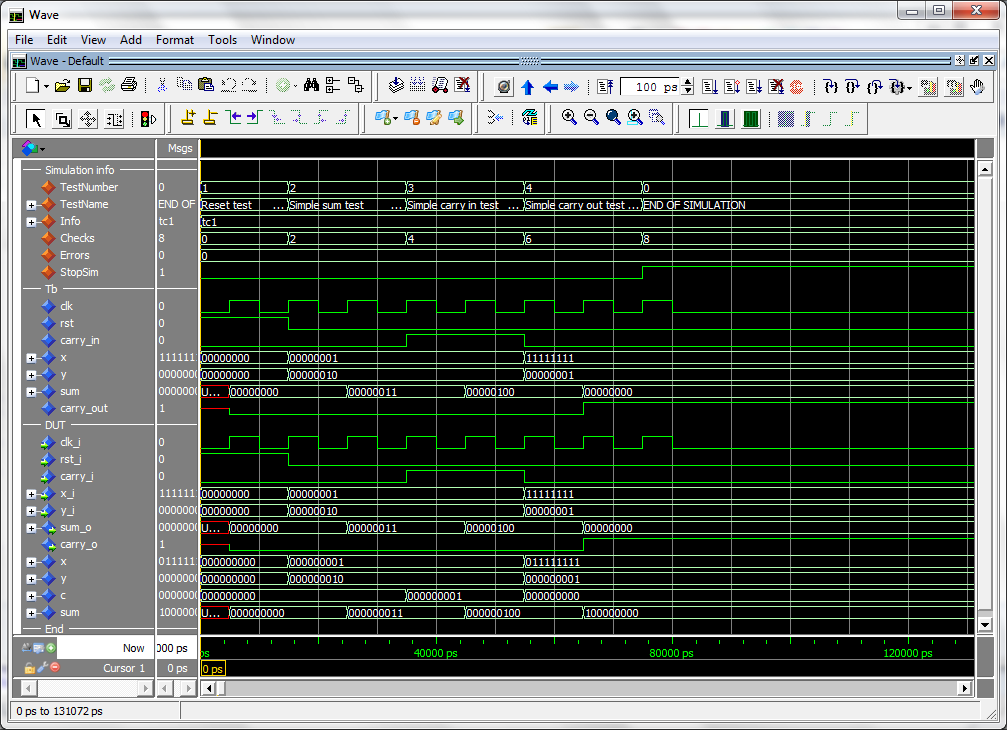 Wave
File Edit View Add Format Tools Window
Wave - Default
100 ps
Msgs
Simulation info
TestNumber 0 1 2 3 4 0
TestName END OF Reset test ... Simple sum test ... Simple carry in test ... Simple carry out test ... END OF SIMULATION
Info tc1 tc1
Checks 8 0 2 4 6 8
Errors 0 0
StopSim 1
Tb
clk 0
rst 0
carry_in 0
x 111111 00000000 00000001 11111111
y 0000000 00000000 00000010 00000001
sum 0000000 U... 00000000 00000011 00000100 00000000
carry_out 1
DUT
clk_i 0
rst_i 0
carry_i 0
x_i 111111 00000000 00000001 11111111
y_i 0000000 00000000 00000010 00000001
sum_o 0000000 U... 00000000 00000011 00000100 00000000
carry_o 1
x 011111 000000000 000000001 011111111
y 0000000 000000000 000000010 000000001
c 0000000 000000000 000000001 000000000
sum 1000000 U... 000000000 000000011 000000100 100000000
End
Now 000 ps ps 40000 ps 80000 ps 120000 ps
Cursor 1 0 ps 0 ps
0 ps to 131072 ps